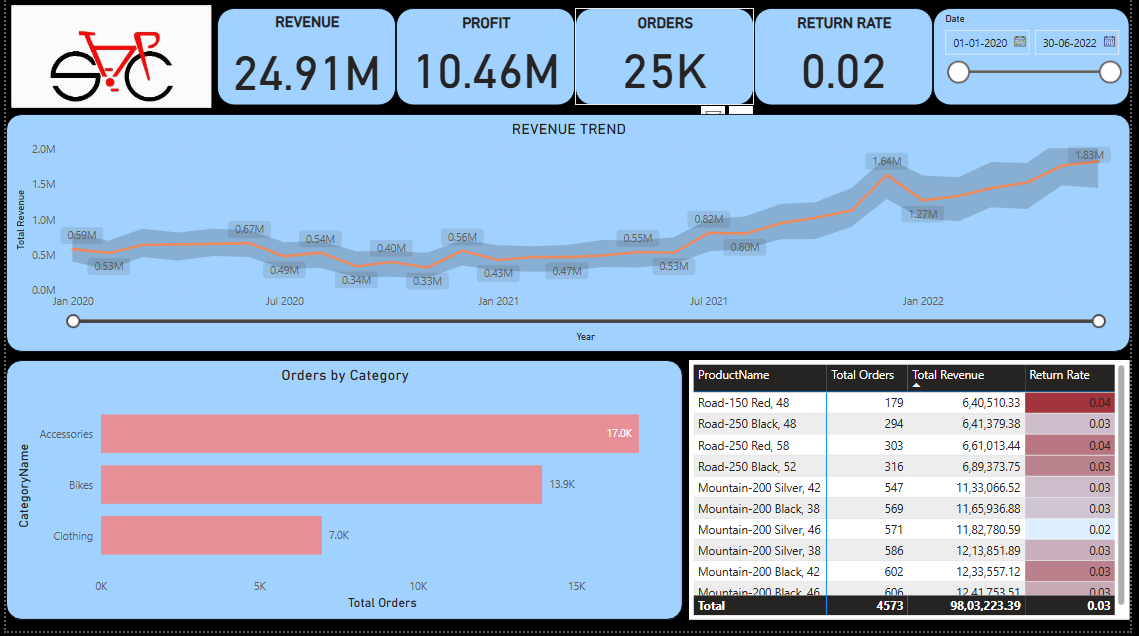 REVENUE
24.91M
PROFIT
10.46M
ORDERS
25K
RETURN RATE
0.02
Date
01-01-2020
30-06-2022
REVENUE TREND
Total Revenue
2.0M
1.5M
1.0M
0.5M
0.0M
0.59M
0.53M
0.67M
0.49M
0.54M
0.34M
0.40M
0.33M
0.56M
0.43M
0.47M
0.55M
0.53M
0.82M
0.80M
1.64M
1.27M
1.83M
Jan 2020 Jul 2020 Jan 2021 Jul 2021 Jan 2022
Year
Orders by Category
CategoryName
Accessories 17.0K
Bikes 13.9K
Clothing 7.0K
0K 5K 10K 15K
Total Orders
ProductName Total Orders Total Revenue Return Rate
Road-150 Red, 48 179 6,40,510.33 0.04
Road-250 Black, 48 294 6,41,379.38 0.03
Road-250 Red, 58 303 6,61,013.44 0.04
Road-250 Black, 52 316 6,89,373.75 0.03
Mountain-200 Silver, 42 547 11,33,066.52 0.03
Mountain-200 Black, 38 569 11,65,936.88 0.03
Mountain-200 Silver, 46 571 11,82,780.59 0.02
Mountain-200 Silver, 38 586 12,13,851.89 0.03
Mountain-200 Black, 42 602 12,33,557.12 0.03
Mountain-200 Black, 46 606 12,41,753.51 0.03
Total 4573 98,03,223.39 0.03